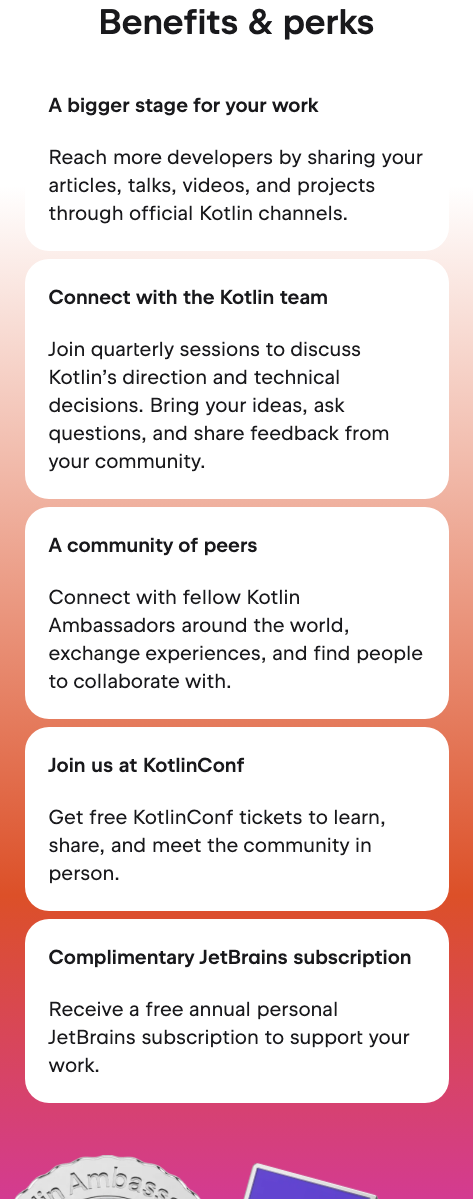 Benefits & perks
A bigger stage for your work
Reach more developers by sharing your
articles, talks, videos, and projects
through official Kotlin channels.
Connect with the Kotlin team
Join quarterly sessions to discuss
Kotlin’s direction and technical
decisions. Bring your ideas, ask
questions, and share feedback from
your community.
A community of peers
Connect with fellow Kotlin
Ambassadors around the world,
exchange experiences, and find people
to collaborate with.
Join us at KotlinConf
Get free KotlinConf tickets to learn,
share, and meet the community in
person.
Complimentary JetBrains subscription
Receive a free annual personal
JetBrains subscription to support your
work.